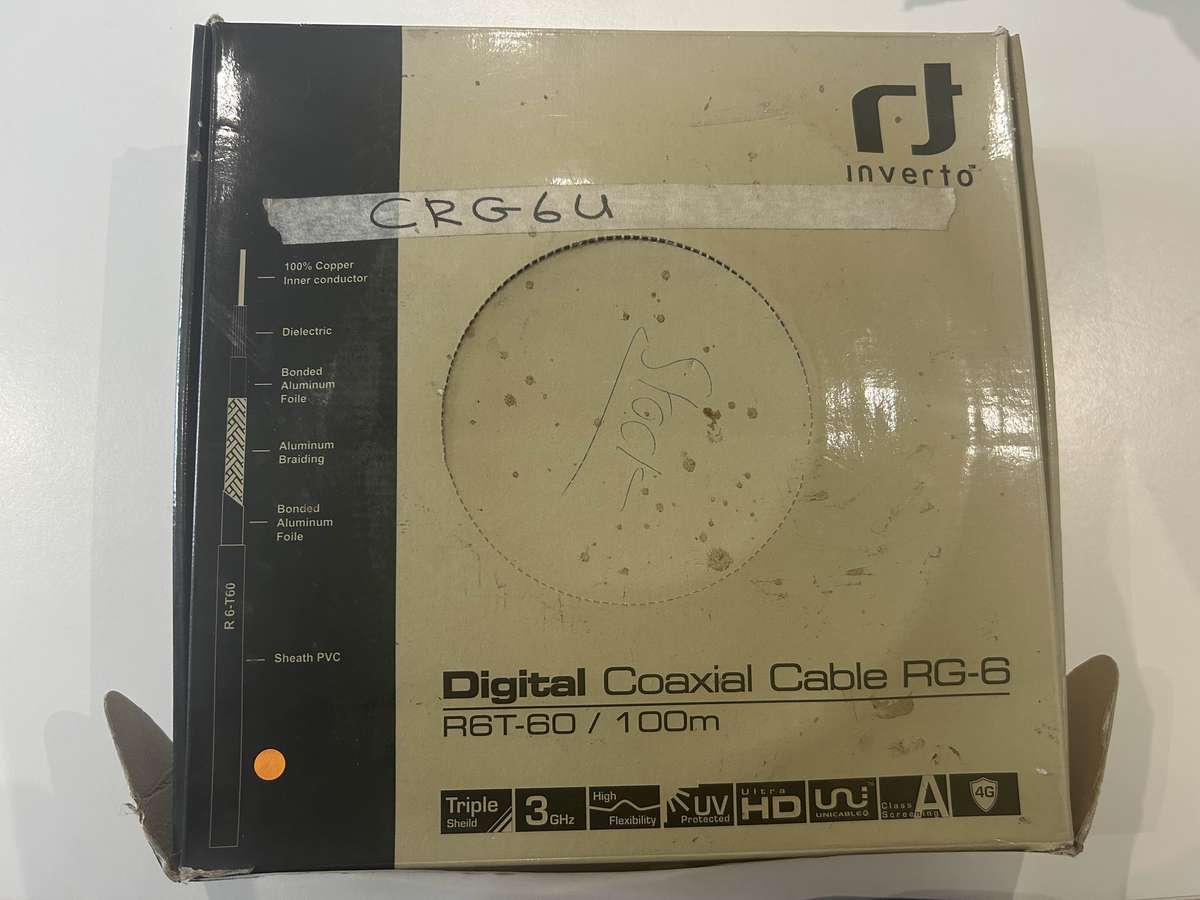 inverto™
CRG6U
100% Copper
Inner conductor
Dielectric
Bonded
Aluminum
Foile
Aluminum
Braiding
Bonded
Aluminum
Foile
R 6-T60
Sheath PVC
Stock
Digital Coaxial Cable RG-6
R6T-60 / 100m
Triple
Sheild
3GHz
High
Flexibility
UV
Protected
Ultra
HD
UNICABLE
Class A
Screening
4G